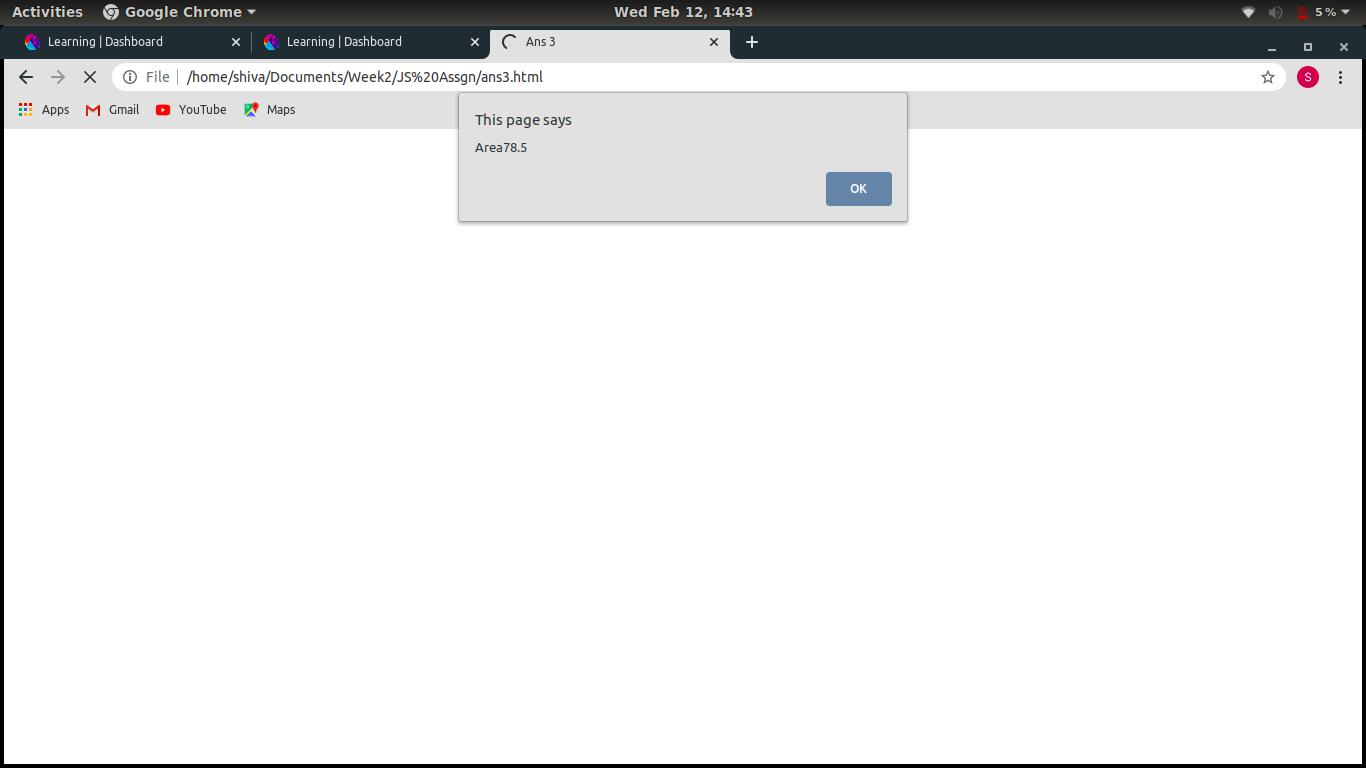 Activities Google Chrome Wed Feb 12, 14:43 5%
Learning | Dashboard Learning | Dashboard Ans 3
File /home/shiva/Documents/Week2/JS%20Assgn/ans3.html S
Apps Gmail YouTube Maps
This page says
Area78.5
OK